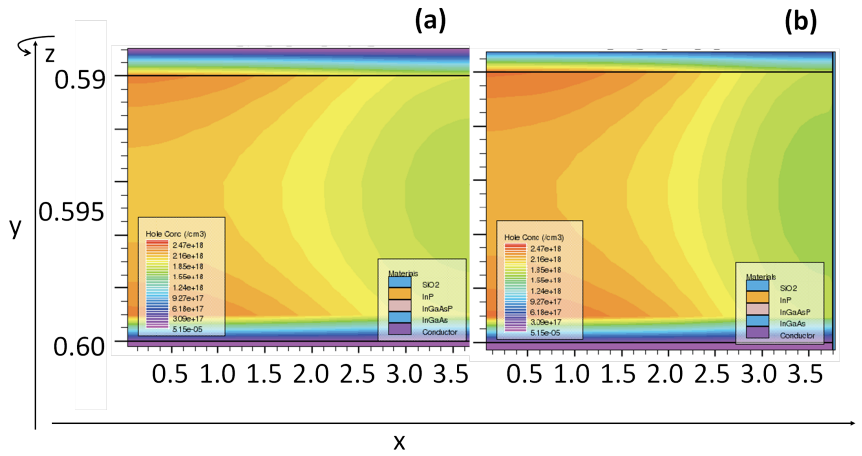 (a)
(b)
z
0.59
0.595
0.60
y
Hole Conc (/cm3)
2.47e+18
2.16e+18
1.85e+18
1.55e+18
1.24e+18
9.27e+17
6.18e+17
3.09e+17
5.15e-05
Materials
SiO2
InP
InGaAsP
InGaAs
Conductor
Hole Conc (/cm3)
2.47e+18
2.16e+18
1.85e+18
1.55e+18
1.24e+18
9.27e+17
6.18e+17
3.09e+17
5.15e-05
Materials
SiO2
InP
InGaAsP
InGaAs
Conductor
0.5 1.0 1.5 2.0 2.5 3.0 3.5
0.5 1.0 1.5 2.0 2.5 3.0 3.5
x